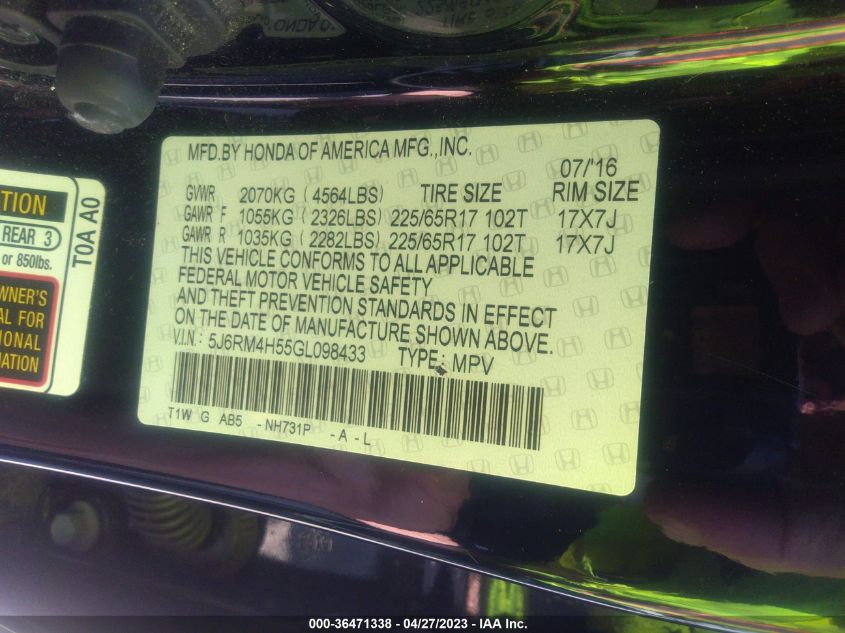 MFD.BY HONDA OF AMERICA MFG.,INC.
07/'16
GVWR 2070KG (4564LBS) TIRE SIZE RIM SIZE
GAWR F 1055KG (2326LBS) 225/65R17 102T 17X7J
GAWR R 1035KG (2282LBS) 225/65R17 102T 17X7J
THIS VEHICLE CONFORMS TO ALL APPLICABLE
FEDERAL MOTOR VEHICLE SAFETY
AND THEFT PREVENTION STANDARDS IN EFFECT
ON THE DATE OF MANUFACTURE SHOWN ABOVE.
V.I.N.: 5J6RM4H55GL098433 TYPE: MPV
T1W G AB5 -NH731P -A-L
TION
REAR 3
or 850lbs.
T0A A0
WNER'S
AL FOR
IONAL
MATION
000-36471338 - 04/27/2023 - IAA Inc.